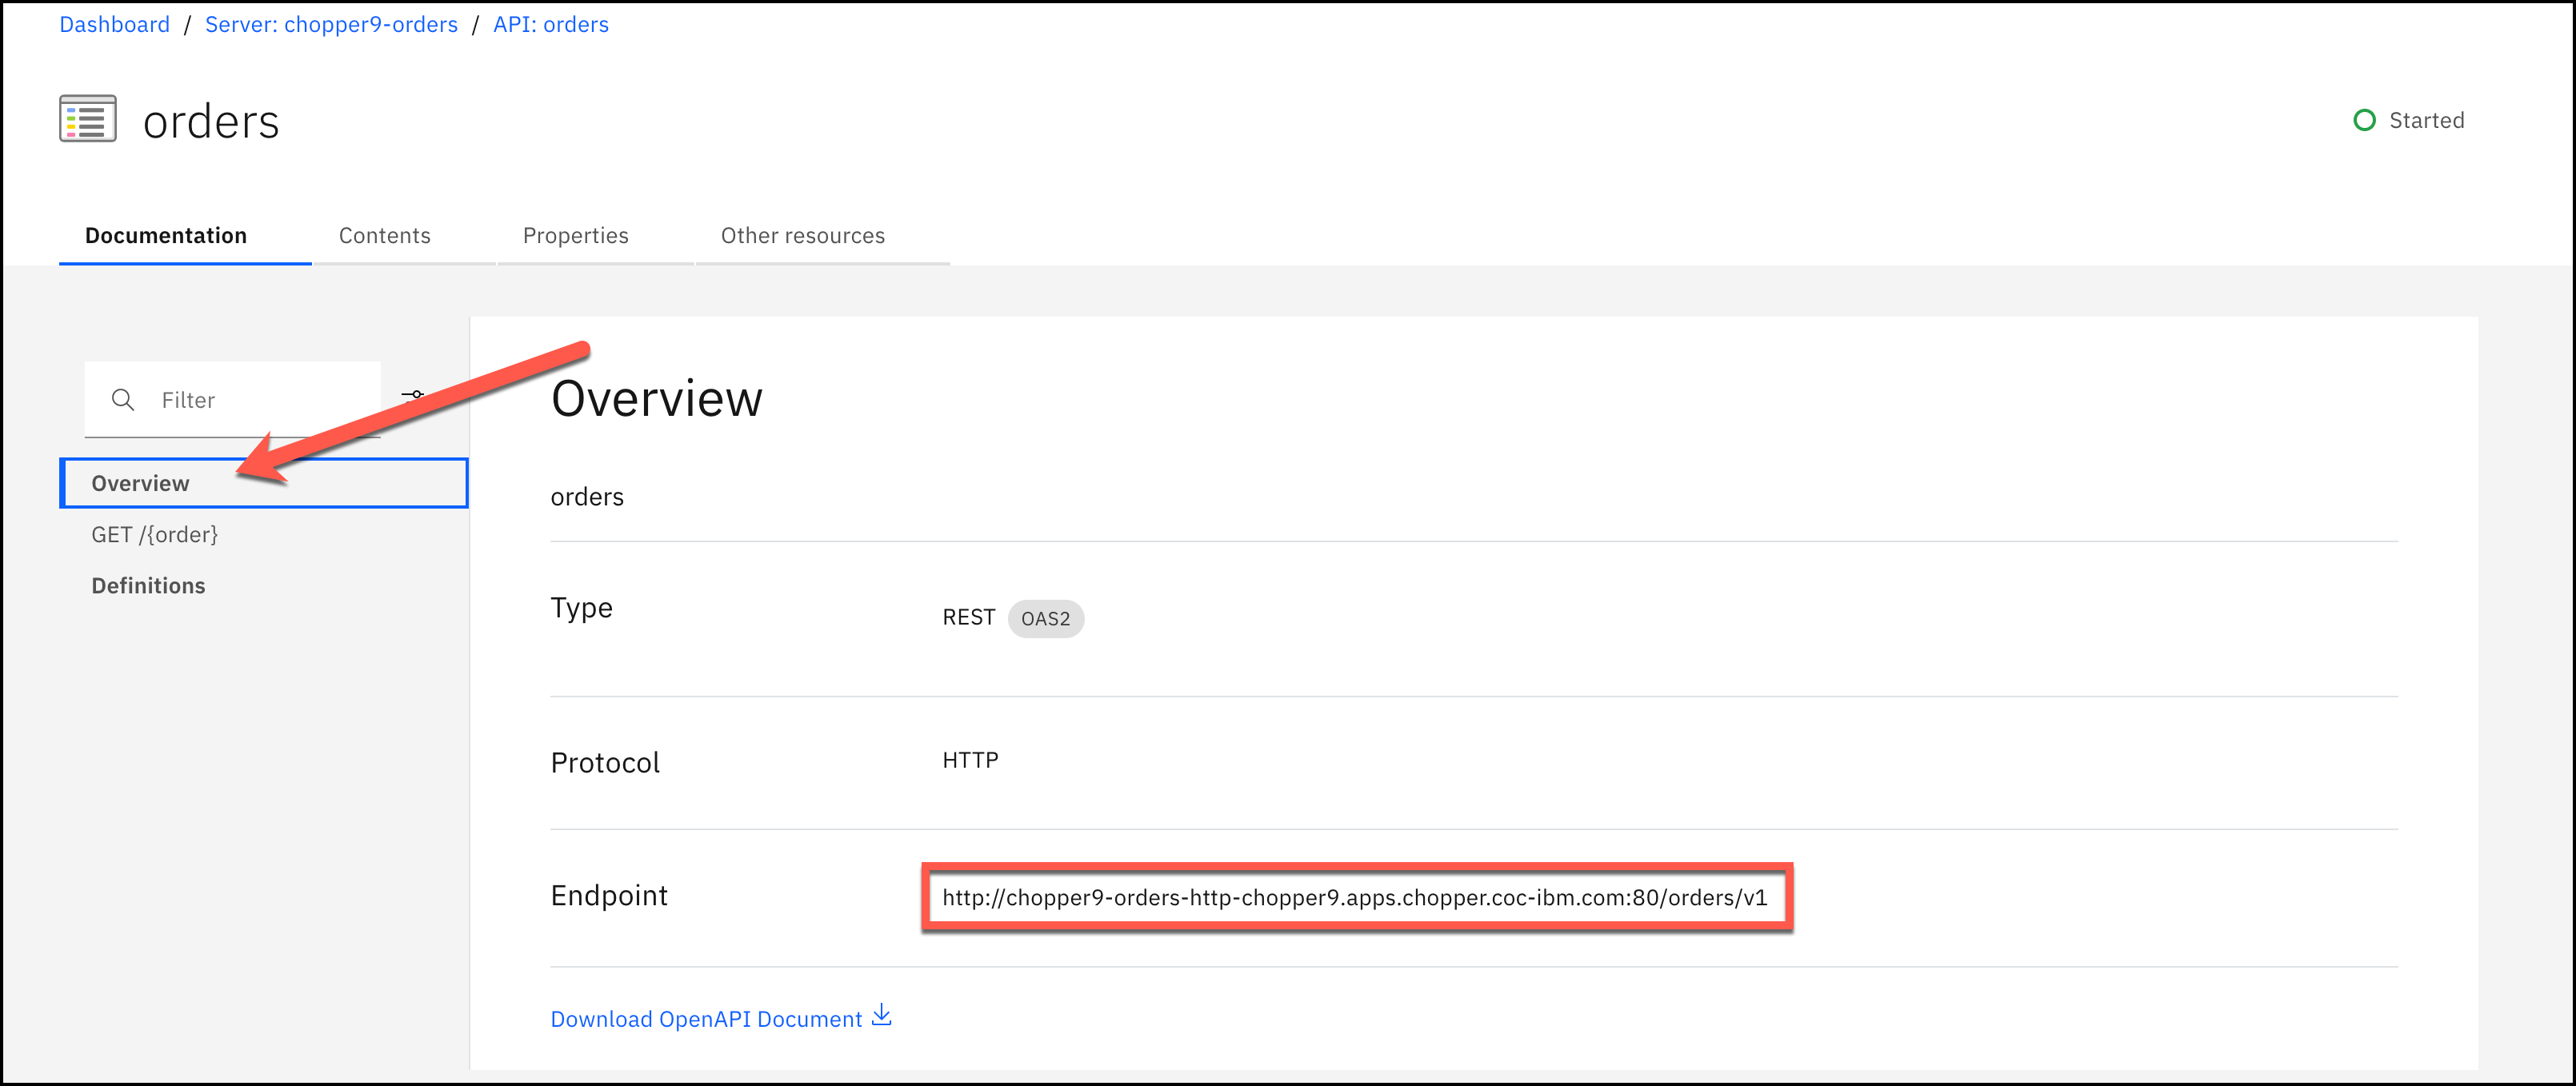 Dashboard / Server: chopper9-orders / API: orders
orders
Started
Documentation Contents Properties Other resources
Filter
Overview
GET /{order}
Definitions
Overview
orders
Type REST OAS2
Protocol HTTP
Endpoint http://chopper9-orders-http-chopper9.apps.chopper.coc-ibm.com:80/orders/v1
Download OpenAPI Document